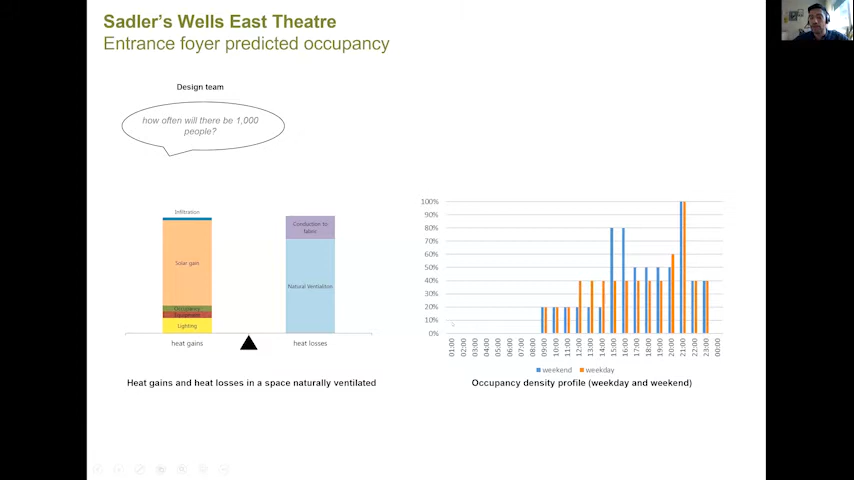 Sadler's Wells East Theatre
Entrance foyer predicted occupancy
Design team
how often will there be 1,000
people?
Infiltration
Solar gain
Occupancy
Equipment
Lighting
heat gains
Conduction to
fabric
Natural Ventilation
heat losses
Heat gains and heat losses in a space naturally ventilated
100%
90%
80%
70%
60%
50%
40%
30%
20%
10%
0%
01:00 02:00 03:00 04:00 05:00 06:00 07:00 08:00 09:00 10:00 11:00 12:00 13:00 14:00 15:00 16:00 17:00 18:00 19:00 20:00 21:00 22:00 23:00 00:00
weekend weekday
Occupancy density profile (weekday and weekend)